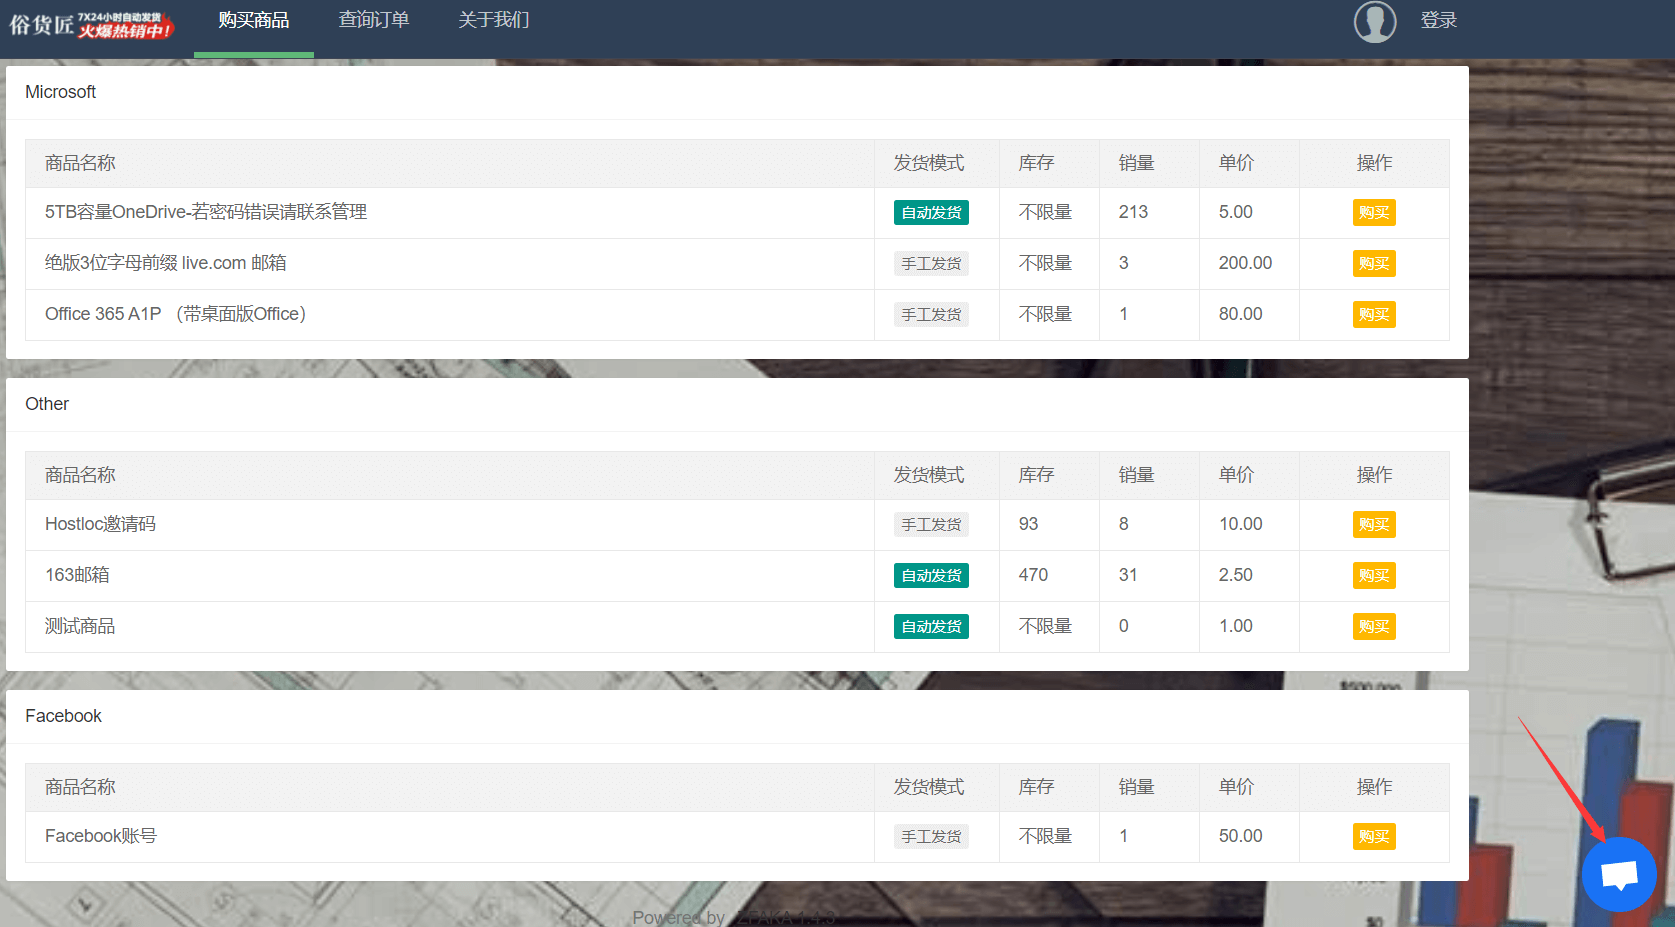 俗货匠 7X24小时自动发货 火爆热销中! 购买商品 查询订单 关于我们 登录
Microsoft
商品名称 发货模式 库存 销量 单价 操作
5TB容量OneDrive-若密码错误请联系管理 自动发货 不限量 213 5.00 购买
绝版3位字母前缀 live.com 邮箱 手工发货 不限量 3 200.00 购买
Office 365 A1P （带桌面版Office） 手工发货 不限量 1 80.00 购买
Other
商品名称 发货模式 库存 销量 单价 操作
Hostloc邀请码 手工发货 93 8 10.00 购买
163邮箱 自动发货 470 31 2.50 购买
测试商品 自动发货 不限量 0 1.00 购买
Facebook
商品名称 发货模式 库存 销量 单价 操作
Facebook账号 手工发货 不限量 1 50.00 购买
Powered by ZFAKA 1.4.3
$0